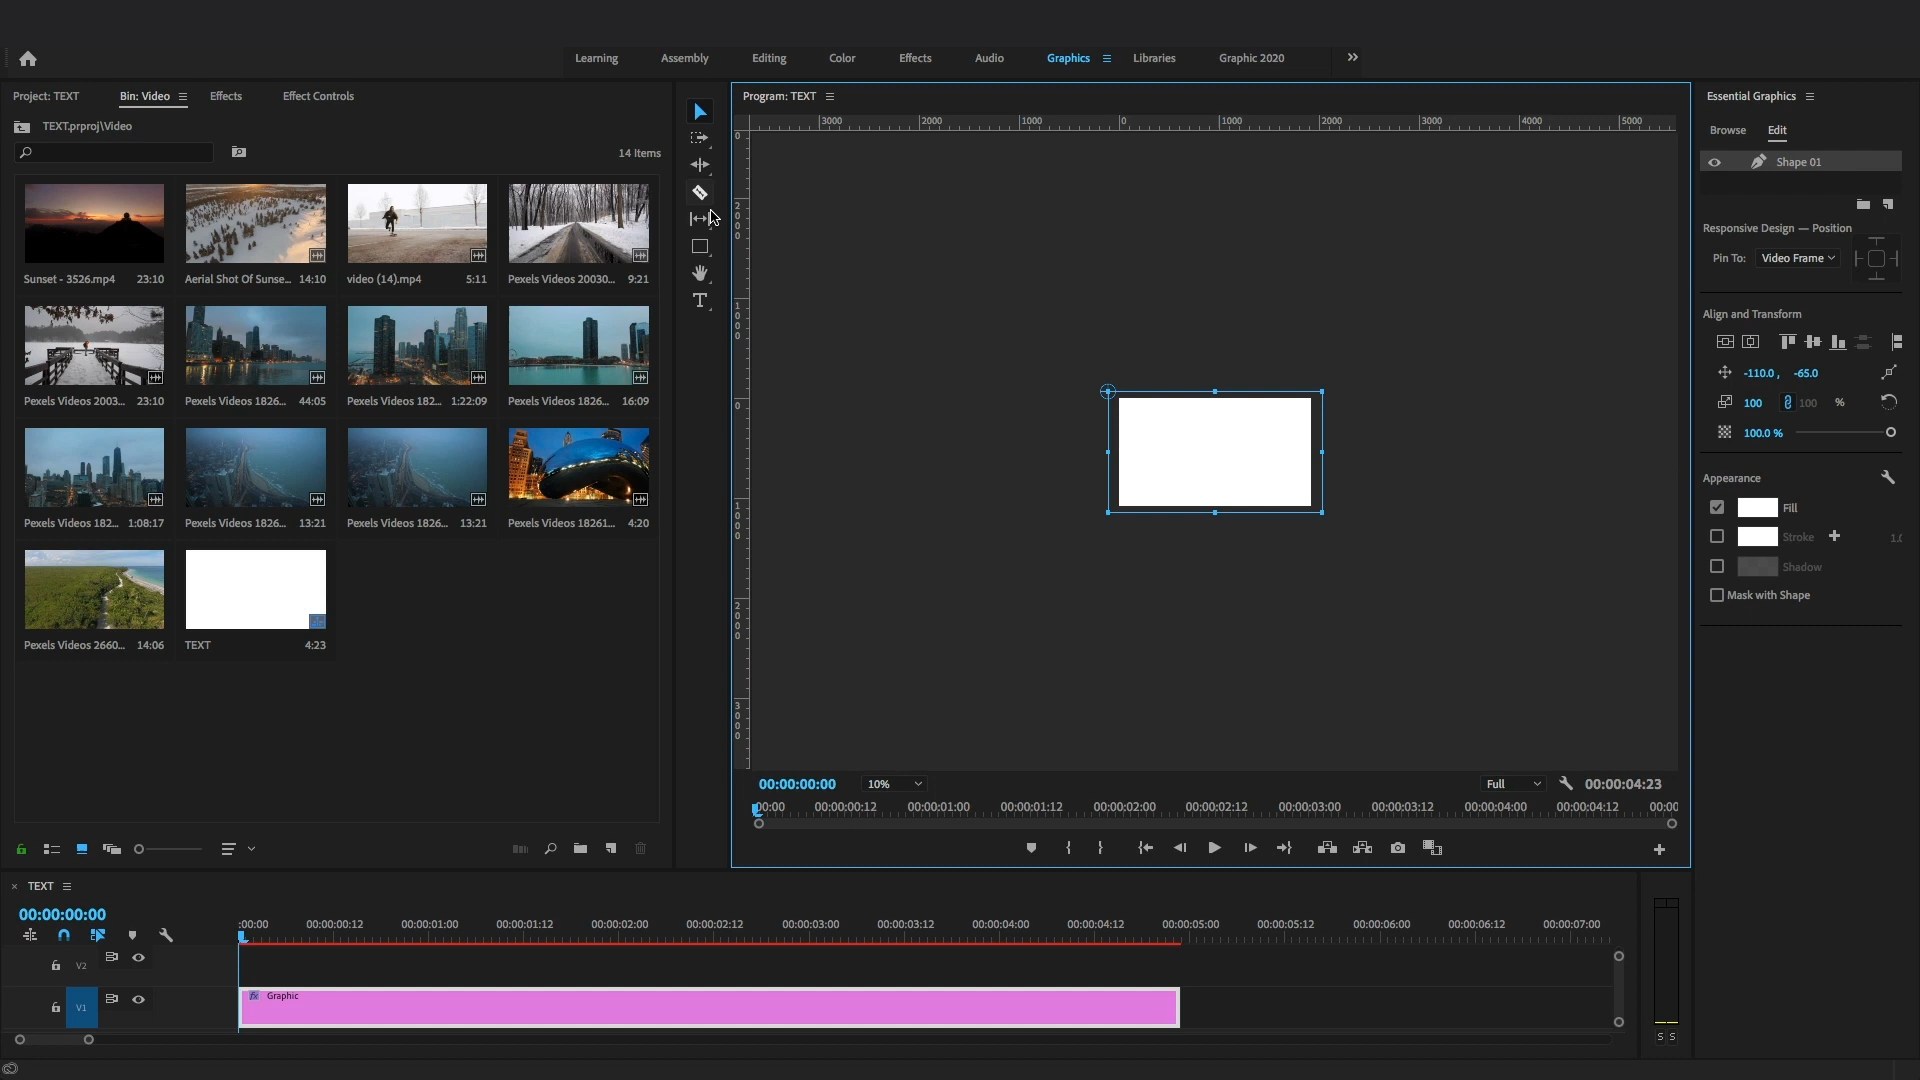 Learning Assembly Editing Color Effects Audio Graphics Libraries Graphic 2020
Project: TEXT Bin: Video Effects Effect Controls
TEXT.prproj\Video
14 Items
Sunset - 3526.mp4 23:10 Aerial Shot Of Sunse... 14:10 video (14).mp4 5:11 Pexels Videos 20030... 9:21
Pexels Videos 2003... 23:10 Pexels Videos 1826... 44:05 Pexels Videos 182... 1:22:09 Pexels Videos 1826... 16:09
Pexels Videos 182... 1:08:17 Pexels Videos 1826... 13:21 Pexels Videos 1826... 13:21 Pexels Videos 18261... 4:20
Pexels Videos 2660... 14:06 TEXT 4:23
Program: TEXT
3000 2000 1000 0 1000 2000 3000 4000 5000
0
2000
1000
0
1000
2000
3000
00:00:00:00 10% Full 00:00:04:23
00:00 00:00:00:12 00:00:01:00 00:00:01:12 00:00:02:00 00:00:02:12 00:00:03:00 00:00:03:12 00:00:04:00 00:00:04:12 00:00
Essential Graphics
Browse Edit
Shape 01
Responsive Design — Position
Pin To: Video Frame
Align and Transform
-110.0 , -65.0
100 100 %
100.0 %
Appearance
Fill
Stroke 1.0
Shadow
Mask with Shape
× TEXT
00:00:00:00
:00:00 00:00:00:12 00:00:01:00 00:00:01:12 00:00:02:00 00:00:02:12 00:00:03:00 00:00:03:12 00:00:04:00 00:00:04:12 00:00:05:00 00:00:05:12 00:00:06:00 00:00:06:12 00:00:07:00
V2
V1
fx Graphic
S S